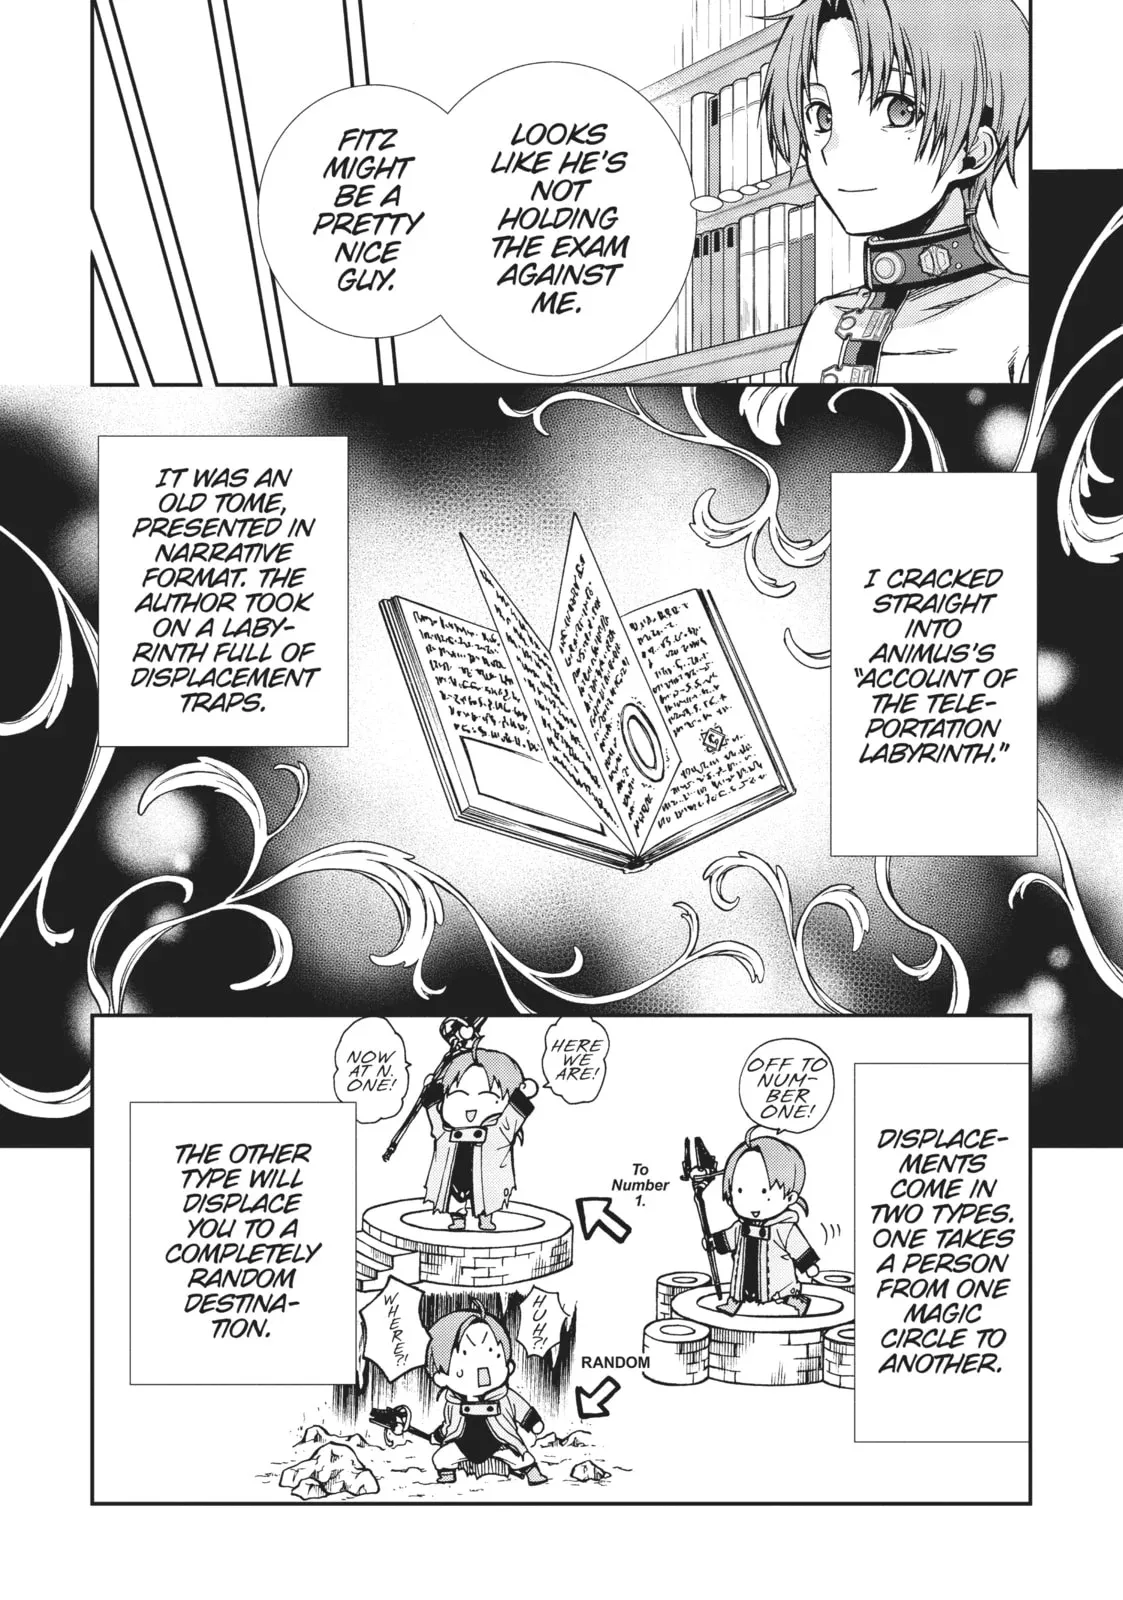 LOOKS
LIKE HE'S
NOT
HOLDING
THE EXAM
AGAINST
ME.
FITZ
MIGHT
BE A
PRETTY
NICE
GUY.
I CRACKED
STRAIGHT
INTO
ANIMUS'S
"ACCOUNT OF
THE TELE-
PORTATION
LABYRINTH."
IT WAS AN
OLD TOME,
PRESENTED IN
NARRATIVE
FORMAT. THE
AUTHOR TOOK
ON A LABY-
RINTH FULL OF
DISPLACEMENT
TRAPS.
DISPLACE-
MENTS
COME IN
TWO TYPES.
ONE TAKES
A PERSON
FROM ONE
MAGIC
CIRCLE TO
ANOTHER.
OFF TO
NUM-
BER
ONE!
To
Number
1.
HERE
WE
ARE!
NOW
AT N.
ONE!
THE OTHER
TYPE WILL
DISPLACE
YOU TO A
COMPLETELY
RANDOM
DESTINA-
TION.
RANDOM
HUH?!
WHERE?!